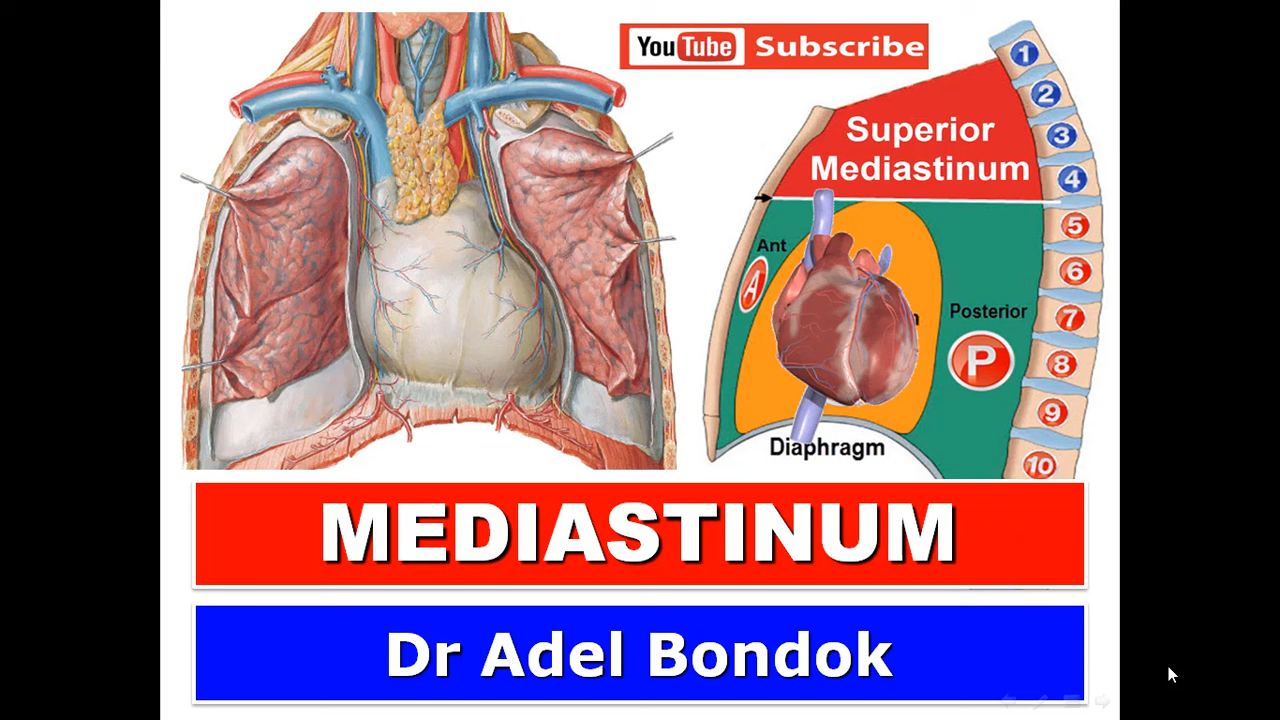 YouTube Subscribe
Superior
Mediastinum
1
2
3
4
5
6
7
8
9
10
Ant
A
Posterior
P
Diaphragm
MEDIASTINUM
Dr Adel Bondok